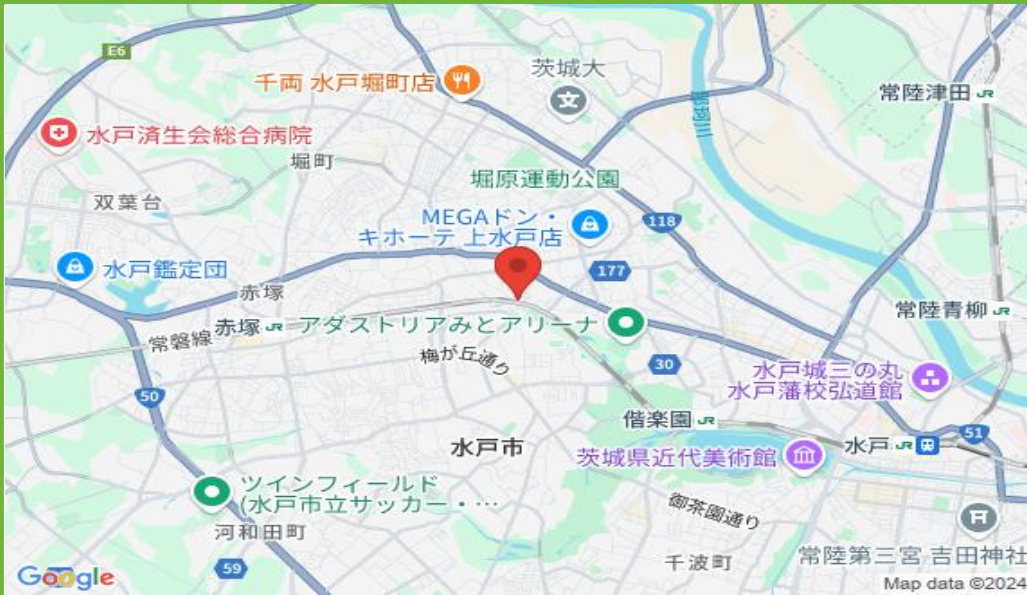 E6
千両 水戸堀町店
茨城大
常陸津田
水戸済生会総合病院
堀町
那珂川
双葉台
堀原運動公園
MEGAドン・
キホーテ 上水戸店
118
水戸鑑定団
赤塚
177
常磐線
赤塚
アダストリアみとアリーナ
常陸青柳
梅が丘通り
30
水戸城三の丸
水戸藩校弘道館
50
偕楽園
51
水戸市
水戸
茨城県近代美術館
ツインフィールド
(水戸市立サッカー・…
御茶園通り
河和田町
千波町
常陸第三宮 吉田神社
59
Google
Map data ©2024